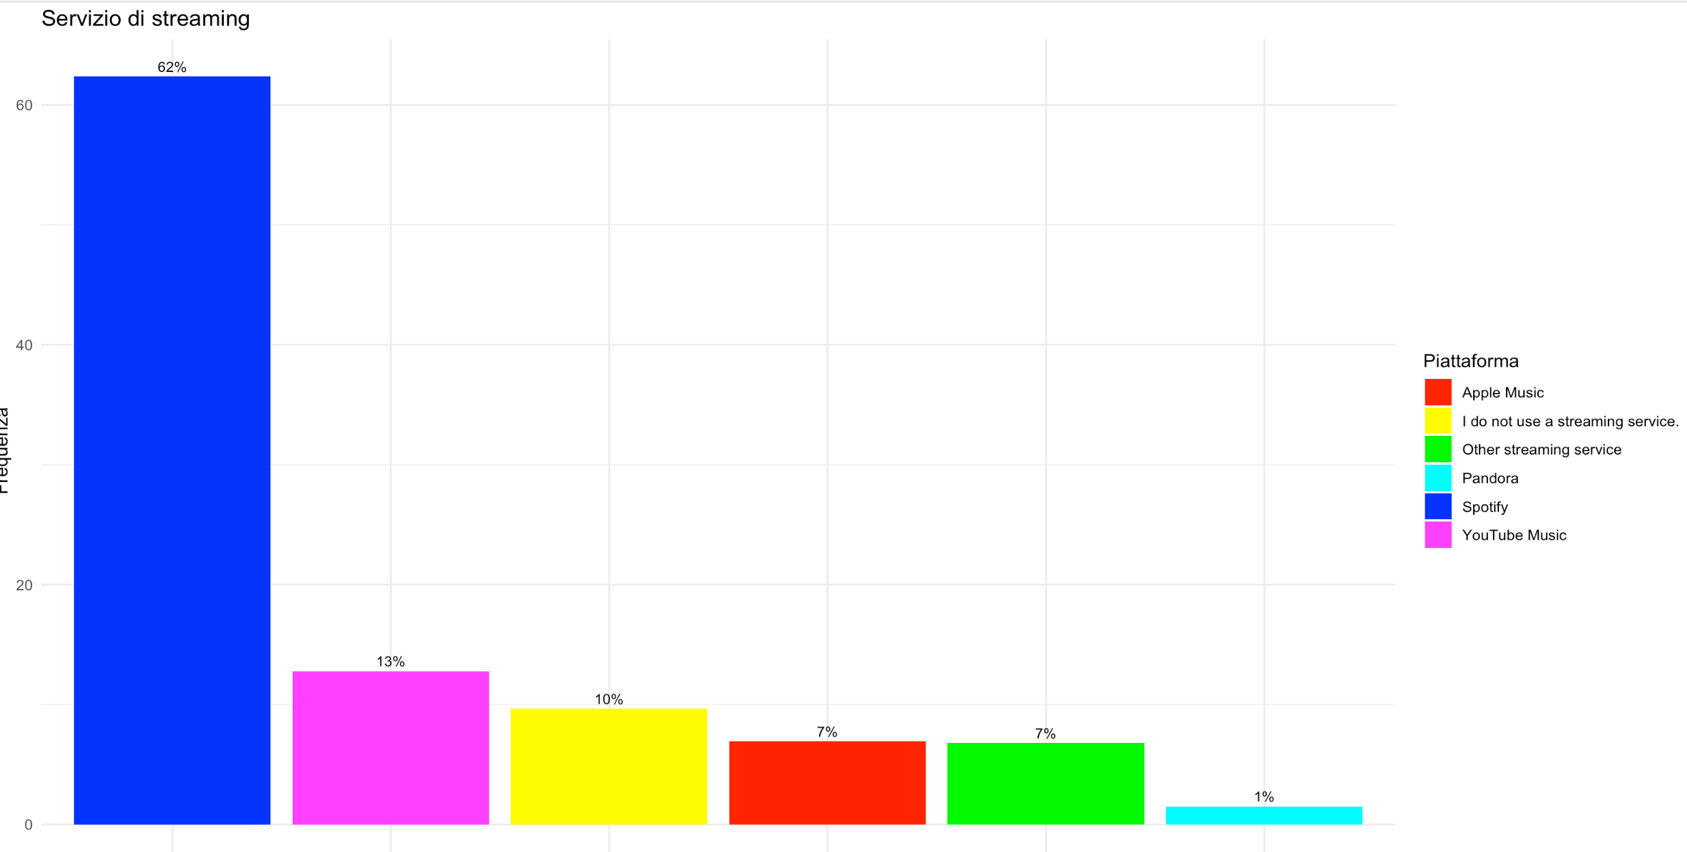 Servizio di streaming
62%
60
40
Frequenza
20
0
13%
10%
7%
7%
1%
Piattaforma
Apple Music
I do not use a streaming service.
Other streaming service
Pandora
Spotify
YouTube Music